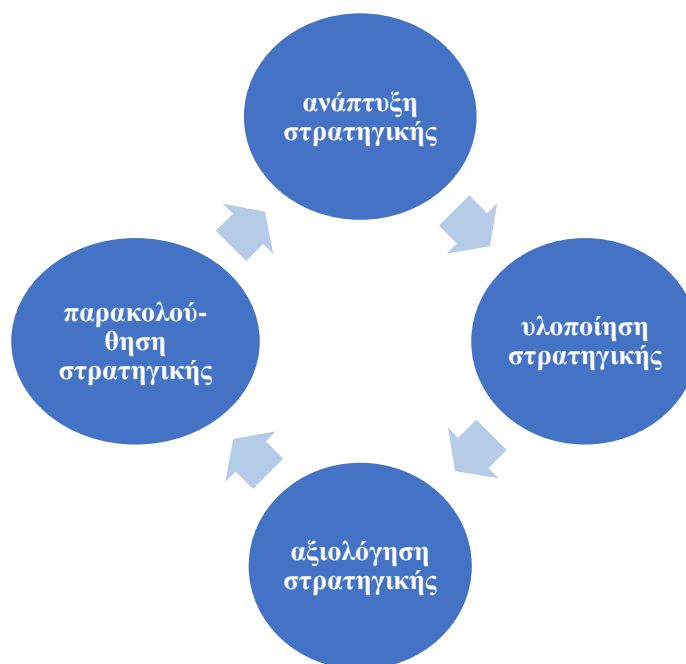 ανάπτυξη
στρατηγικής
υλοποίηση
στρατηγικής
αξιολόγηση
στρατηγικής
παρακολού-
θηση
στρατηγικής